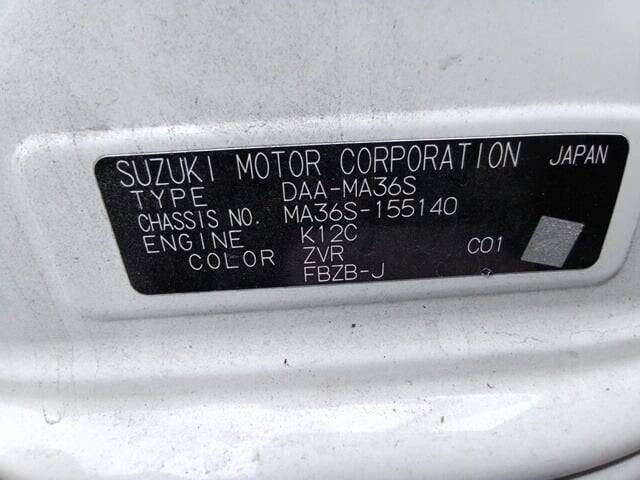 SUZUKI MOTOR CORPORATION JAPAN
TYPE DAA-MA36S
CHASSIS NO. MA36S-155140
ENGINE K12C
COLOR ZVR C01
FBZB-J